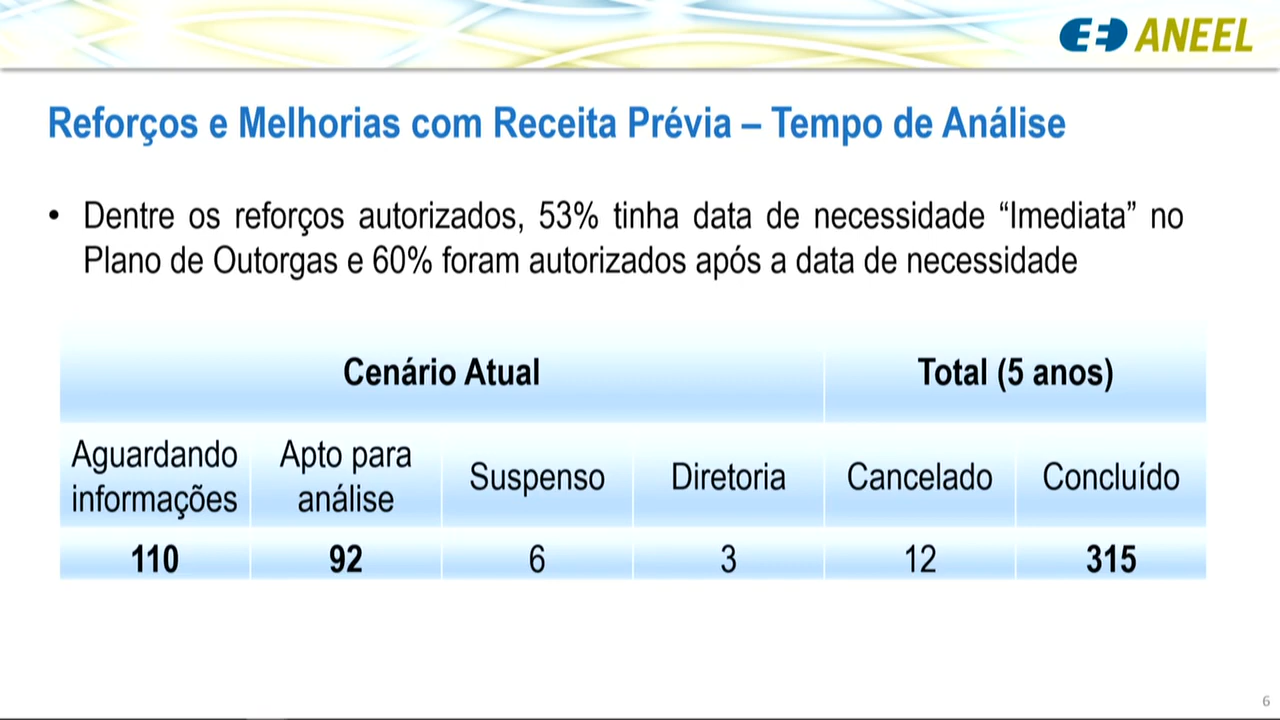 ANEEL
Reforços e Melhorias com Receita Prévia – Tempo de Análise
• Dentre os reforços autorizados, 53% tinha data de necessidade “Imediata” no
Plano de Outorgas e 60% foram autorizados após a data de necessidade
Cenário Atual
Total (5 anos)
Aguardando
informações
Apto para
análise
Suspenso
Diretoria
Cancelado
Concluído
110
92
6
3
12
315
6